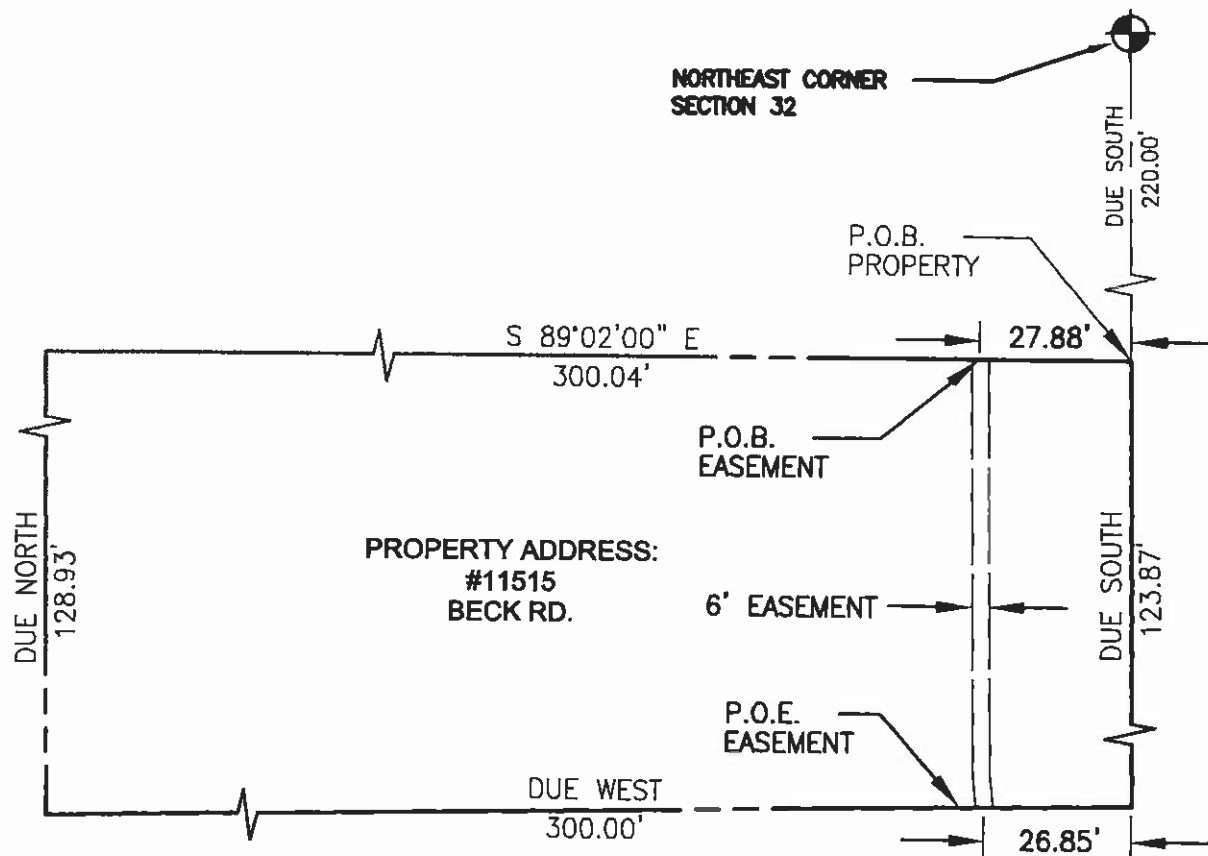 NORTHEAST CORNER
SECTION 32
DUE SOUTH
220.00'
P.O.B.
PROPERTY
S 89°02'00" E
300.04'
27.88'
P.O.B.
EASEMENT
DUE NORTH
128.93'
PROPERTY ADDRESS:
#11515
BECK RD.
6' EASEMENT
DUE SOUTH
123.87'
P.O.E.
EASEMENT
DUE WEST
300.00'
26.85'